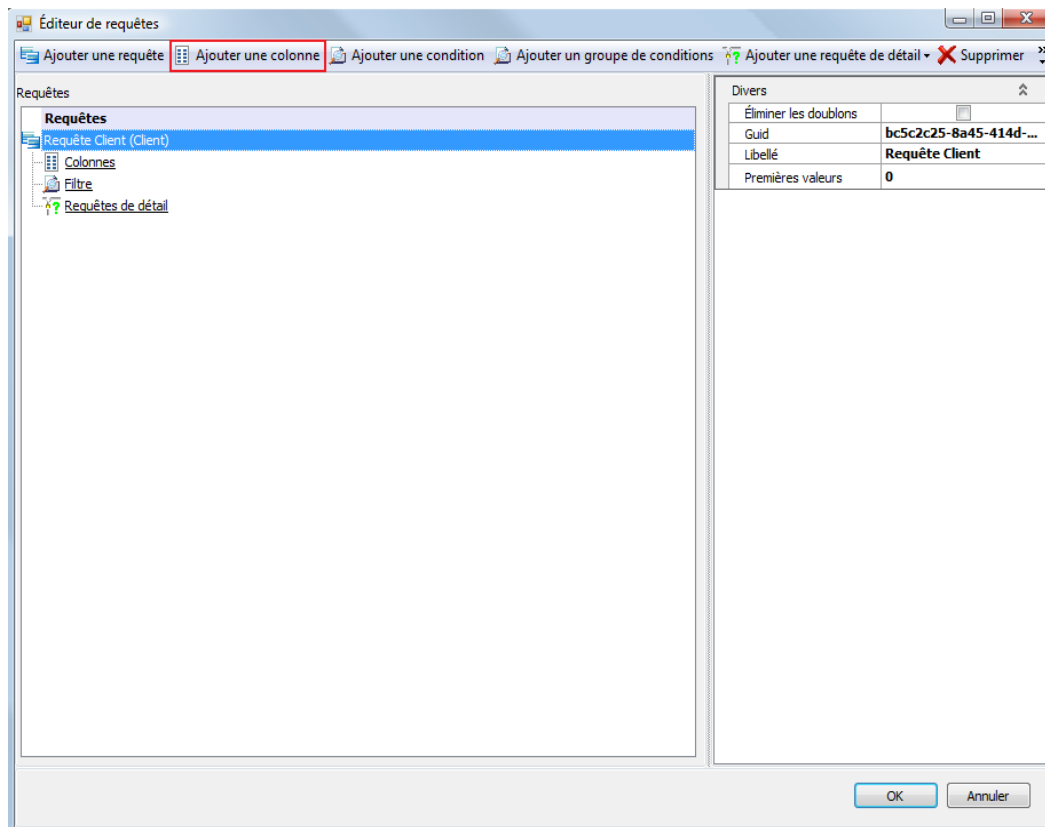 Éditeur de requêtes
Ajouter une requête Ajouter une colonne Ajouter une condition Ajouter un groupe de conditions Ajouter une requête de détail Supprimer
Requêtes
Requêtes
Requête Client (Client)
Colonnes
Filtre
Requêtes de détail
Divers
Éliminer les doublons
Guid bc5c2c25-8a45-414d-...
Libellé Requête Client
Premières valeurs 0
OK Annuler